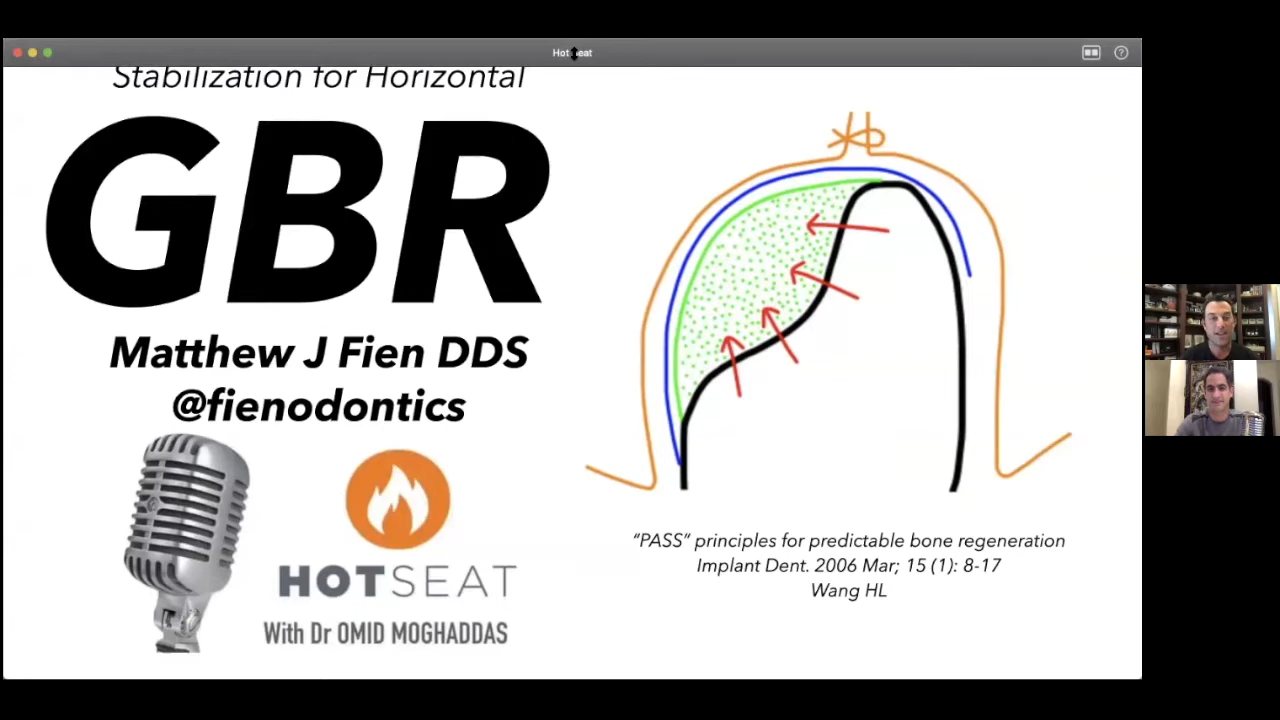 Hot Seat
Stabilization for Horizontal
GBR
Matthew J Fien DDS
@fienodontics
HOTSEAT
With Dr OMID MOGHADDAS
“PASS” principles for predictable bone regeneration
Implant Dent. 2006 Mar; 15 (1): 8-17
Wang HL